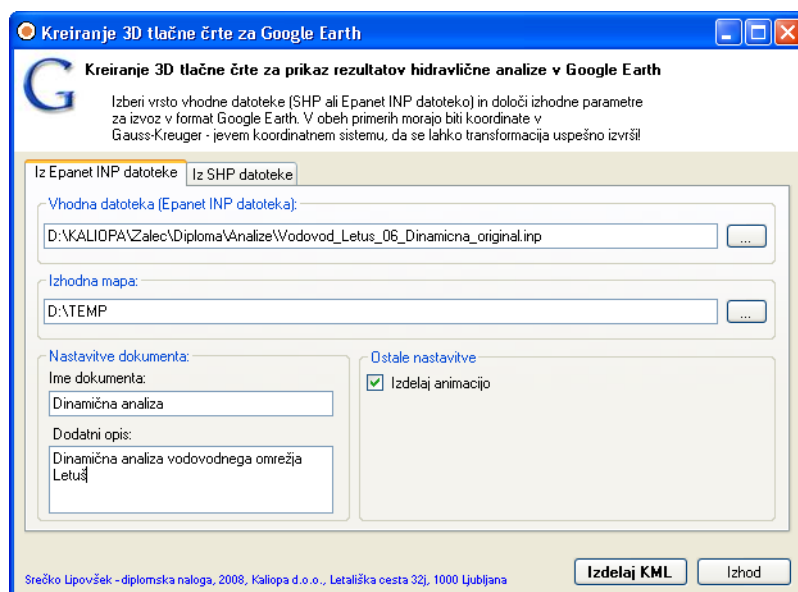 Kreiranje 3D tlačne črte za Google Earth
G
Kreiranje 3D tlačne črte za prikaz rezultatov hidravlične analize v Google Earth
Izberi vrsto vhodne datoteke (SHP ali Epanet INP datoteko) in določi izhodne parametre
za izvoz v format Google Earth. V obeh primerih morajo biti koordinate v
Gauss-Kreuger - jevem koordinatnem sistemu, da se lahko transformacija uspešno izvrši!
Iz Epanet INP datoteke
Iz SHP datoteke
Vhodna datoteka (Epanet INP datoteka):
D:\KALIOPA\Zalec\Diploma\Analize\Vodovod_Letus_06_Dinamicna_original.inp
...
Izhodna mapa:
D:\TEMP
...
Nastavitve dokumenta:
Ime dokumenta:
Dinamična analiza
Dodatni opis:
Dinamična analiza vodovodnega omrežja
Letuš
Ostale nastavitve
Izdelaj animacijo
Srečko Lipovšek - diplomska naloga, 2008, Kaliopa d.o.o., Letališka cesta 32j, 1000 Ljubljana
Izdelaj KML
Izhod